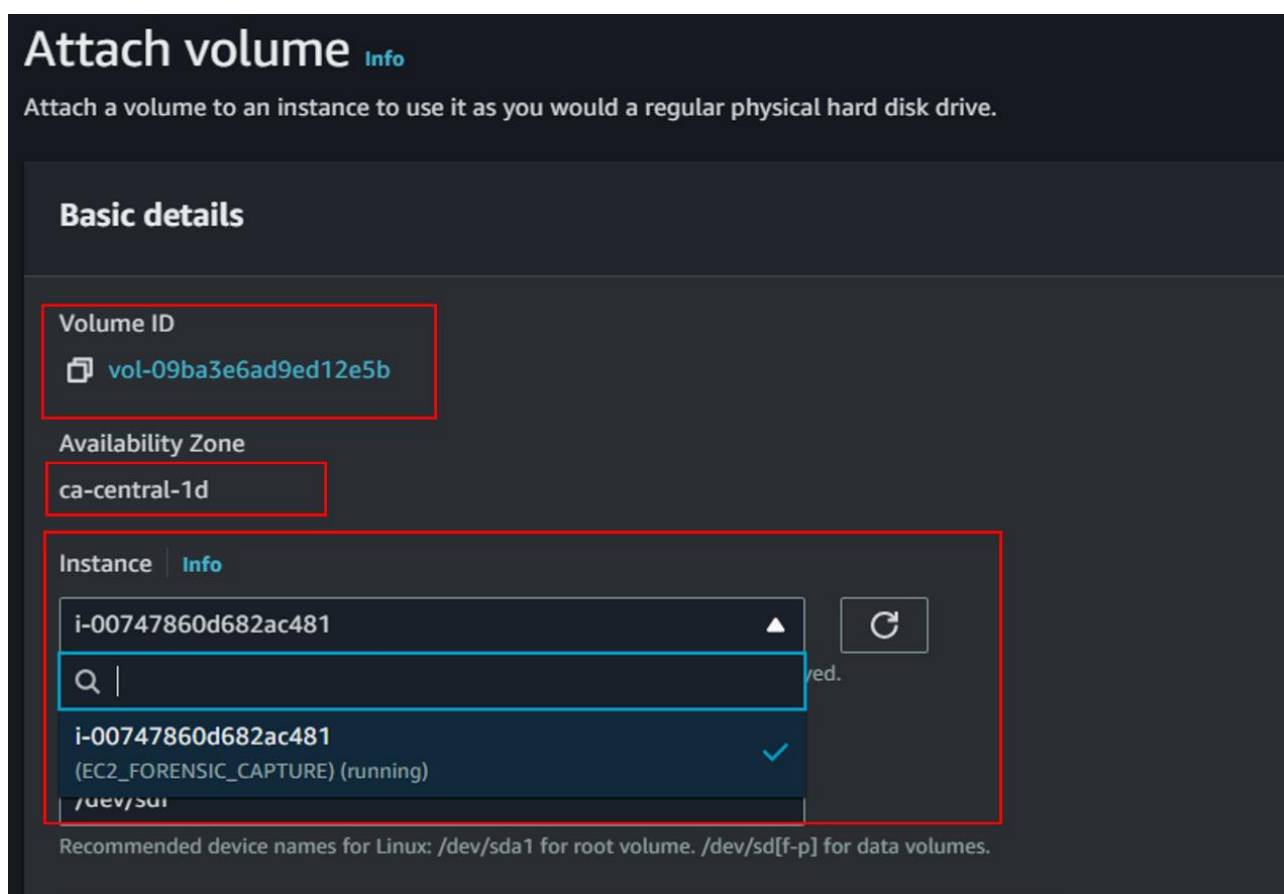 Attach volume Info
Attach a volume to an instance to use it as you would a regular physical hard disk drive.
Basic details
Volume ID
vol-09ba3e6ad9ed12e5b
Availability Zone
ca-central-1d
Instance Info
i-00747860d682ac481
i-00747860d682ac481
(EC2_FORENSIC_CAPTURE) (running)
Recommended device names for Linux: /dev/sda1 for root volume. /dev/sd[f-p] for data volumes.